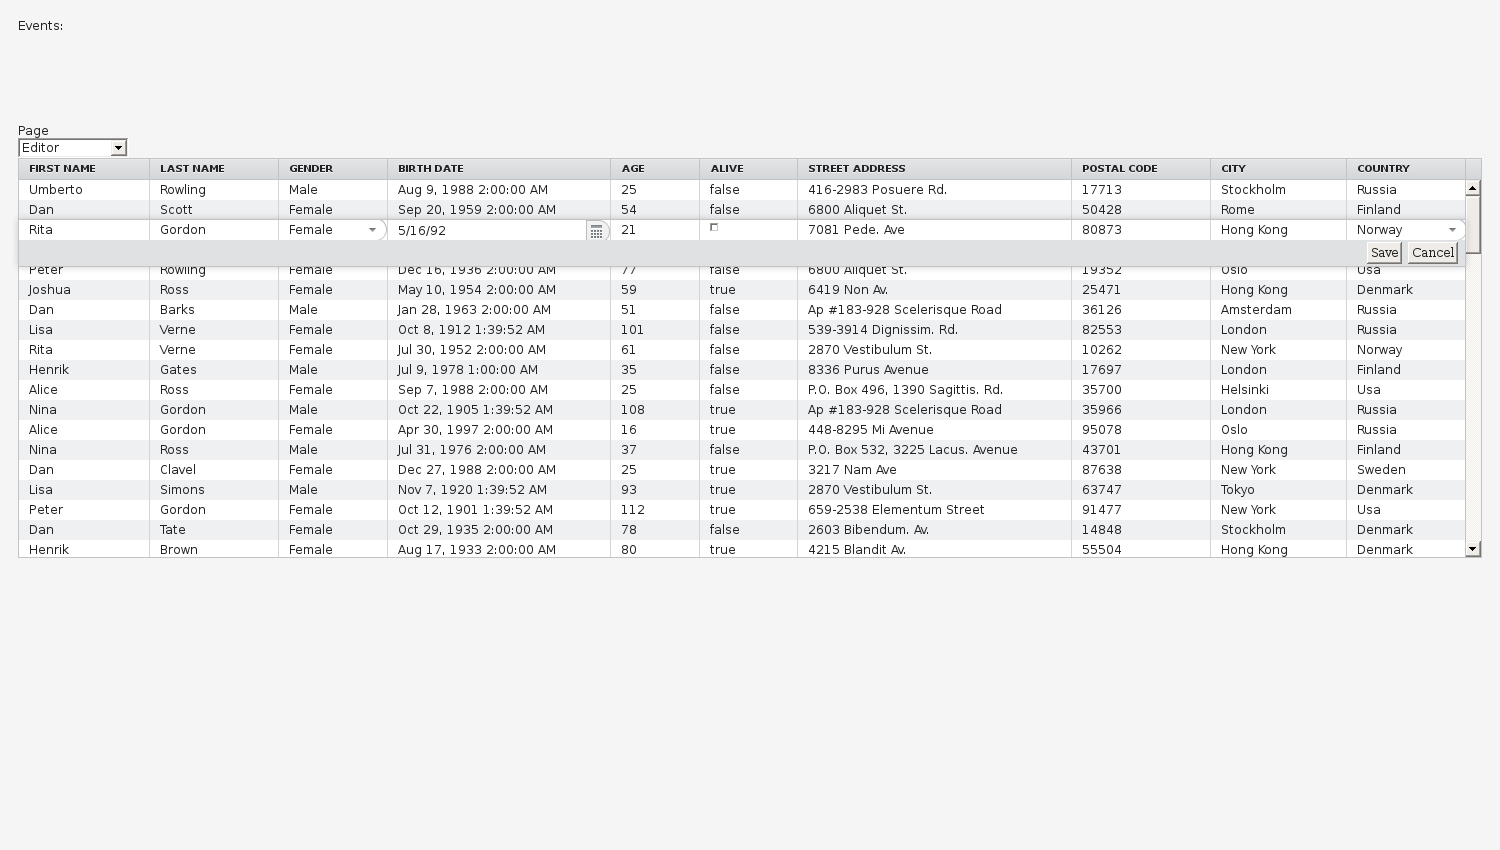 Events:
Page
Editor
FIRST NAME LAST NAME GENDER BIRTH DATE AGE ALIVE STREET ADDRESS POSTAL CODE CITY COUNTRY
Umberto Rowling Male Aug 9, 1988 2:00:00 AM 25 false 416-2983 Posuere Rd. 17713 Stockholm Russia
Dan Scott Female Sep 20, 1959 2:00:00 AM 54 false 6800 Aliquet St. 50428 Rome Finland
Rita Gordon Female 5/16/92 21 7081 Pede. Ave 80873 Hong Kong Norway
Save Cancel
Peter Rowling Female Dec 16, 1936 2:00:00 AM 77 false 6800 Aliquet St. 19352 Oslo Usa
Joshua Ross Female May 10, 1954 2:00:00 AM 59 true 6419 Non Av. 25471 Hong Kong Denmark
Dan Barks Male Jan 28, 1963 2:00:00 AM 51 false Ap #183-928 Scelerisque Road 36126 Amsterdam Russia
Lisa Verne Female Oct 8, 1912 1:39:52 AM 101 false 539-3914 Dignissim. Rd. 82553 London Russia
Rita Verne Female Jul 30, 1952 2:00:00 AM 61 false 2870 Vestibulum St. 10262 New York Norway
Henrik Gates Male Jul 9, 1978 1:00:00 AM 35 false 8336 Purus Avenue 17697 London Finland
Alice Ross Female Sep 7, 1988 2:00:00 AM 25 false P.O. Box 496, 1390 Sagittis. Rd. 35700 Helsinki Usa
Nina Gordon Male Oct 22, 1905 1:39:52 AM 108 true Ap #183-928 Scelerisque Road 35966 London Russia
Alice Gordon Female Apr 30, 1997 2:00:00 AM 16 true 448-8295 Mi Avenue 95078 Oslo Russia
Nina Ross Male Jul 31, 1976 2:00:00 AM 37 false P.O. Box 532, 3225 Lacus. Avenue 43701 Hong Kong Finland
Dan Clavel Female Dec 27, 1988 2:00:00 AM 25 true 3217 Nam Ave 87638 New York Sweden
Lisa Simons Male Nov 7, 1920 1:39:52 AM 93 true 2870 Vestibulum St. 63747 Tokyo Denmark
Peter Gordon Female Oct 12, 1901 1:39:52 AM 112 true 659-2538 Elementum Street 91477 New York Usa
Dan Tate Female Oct 29, 1935 2:00:00 AM 78 false 2603 Bibendum. Av. 14848 Stockholm Denmark
Henrik Brown Female Aug 17, 1933 2:00:00 AM 80 true 4215 Blandit Av. 55504 Hong Kong Denmark